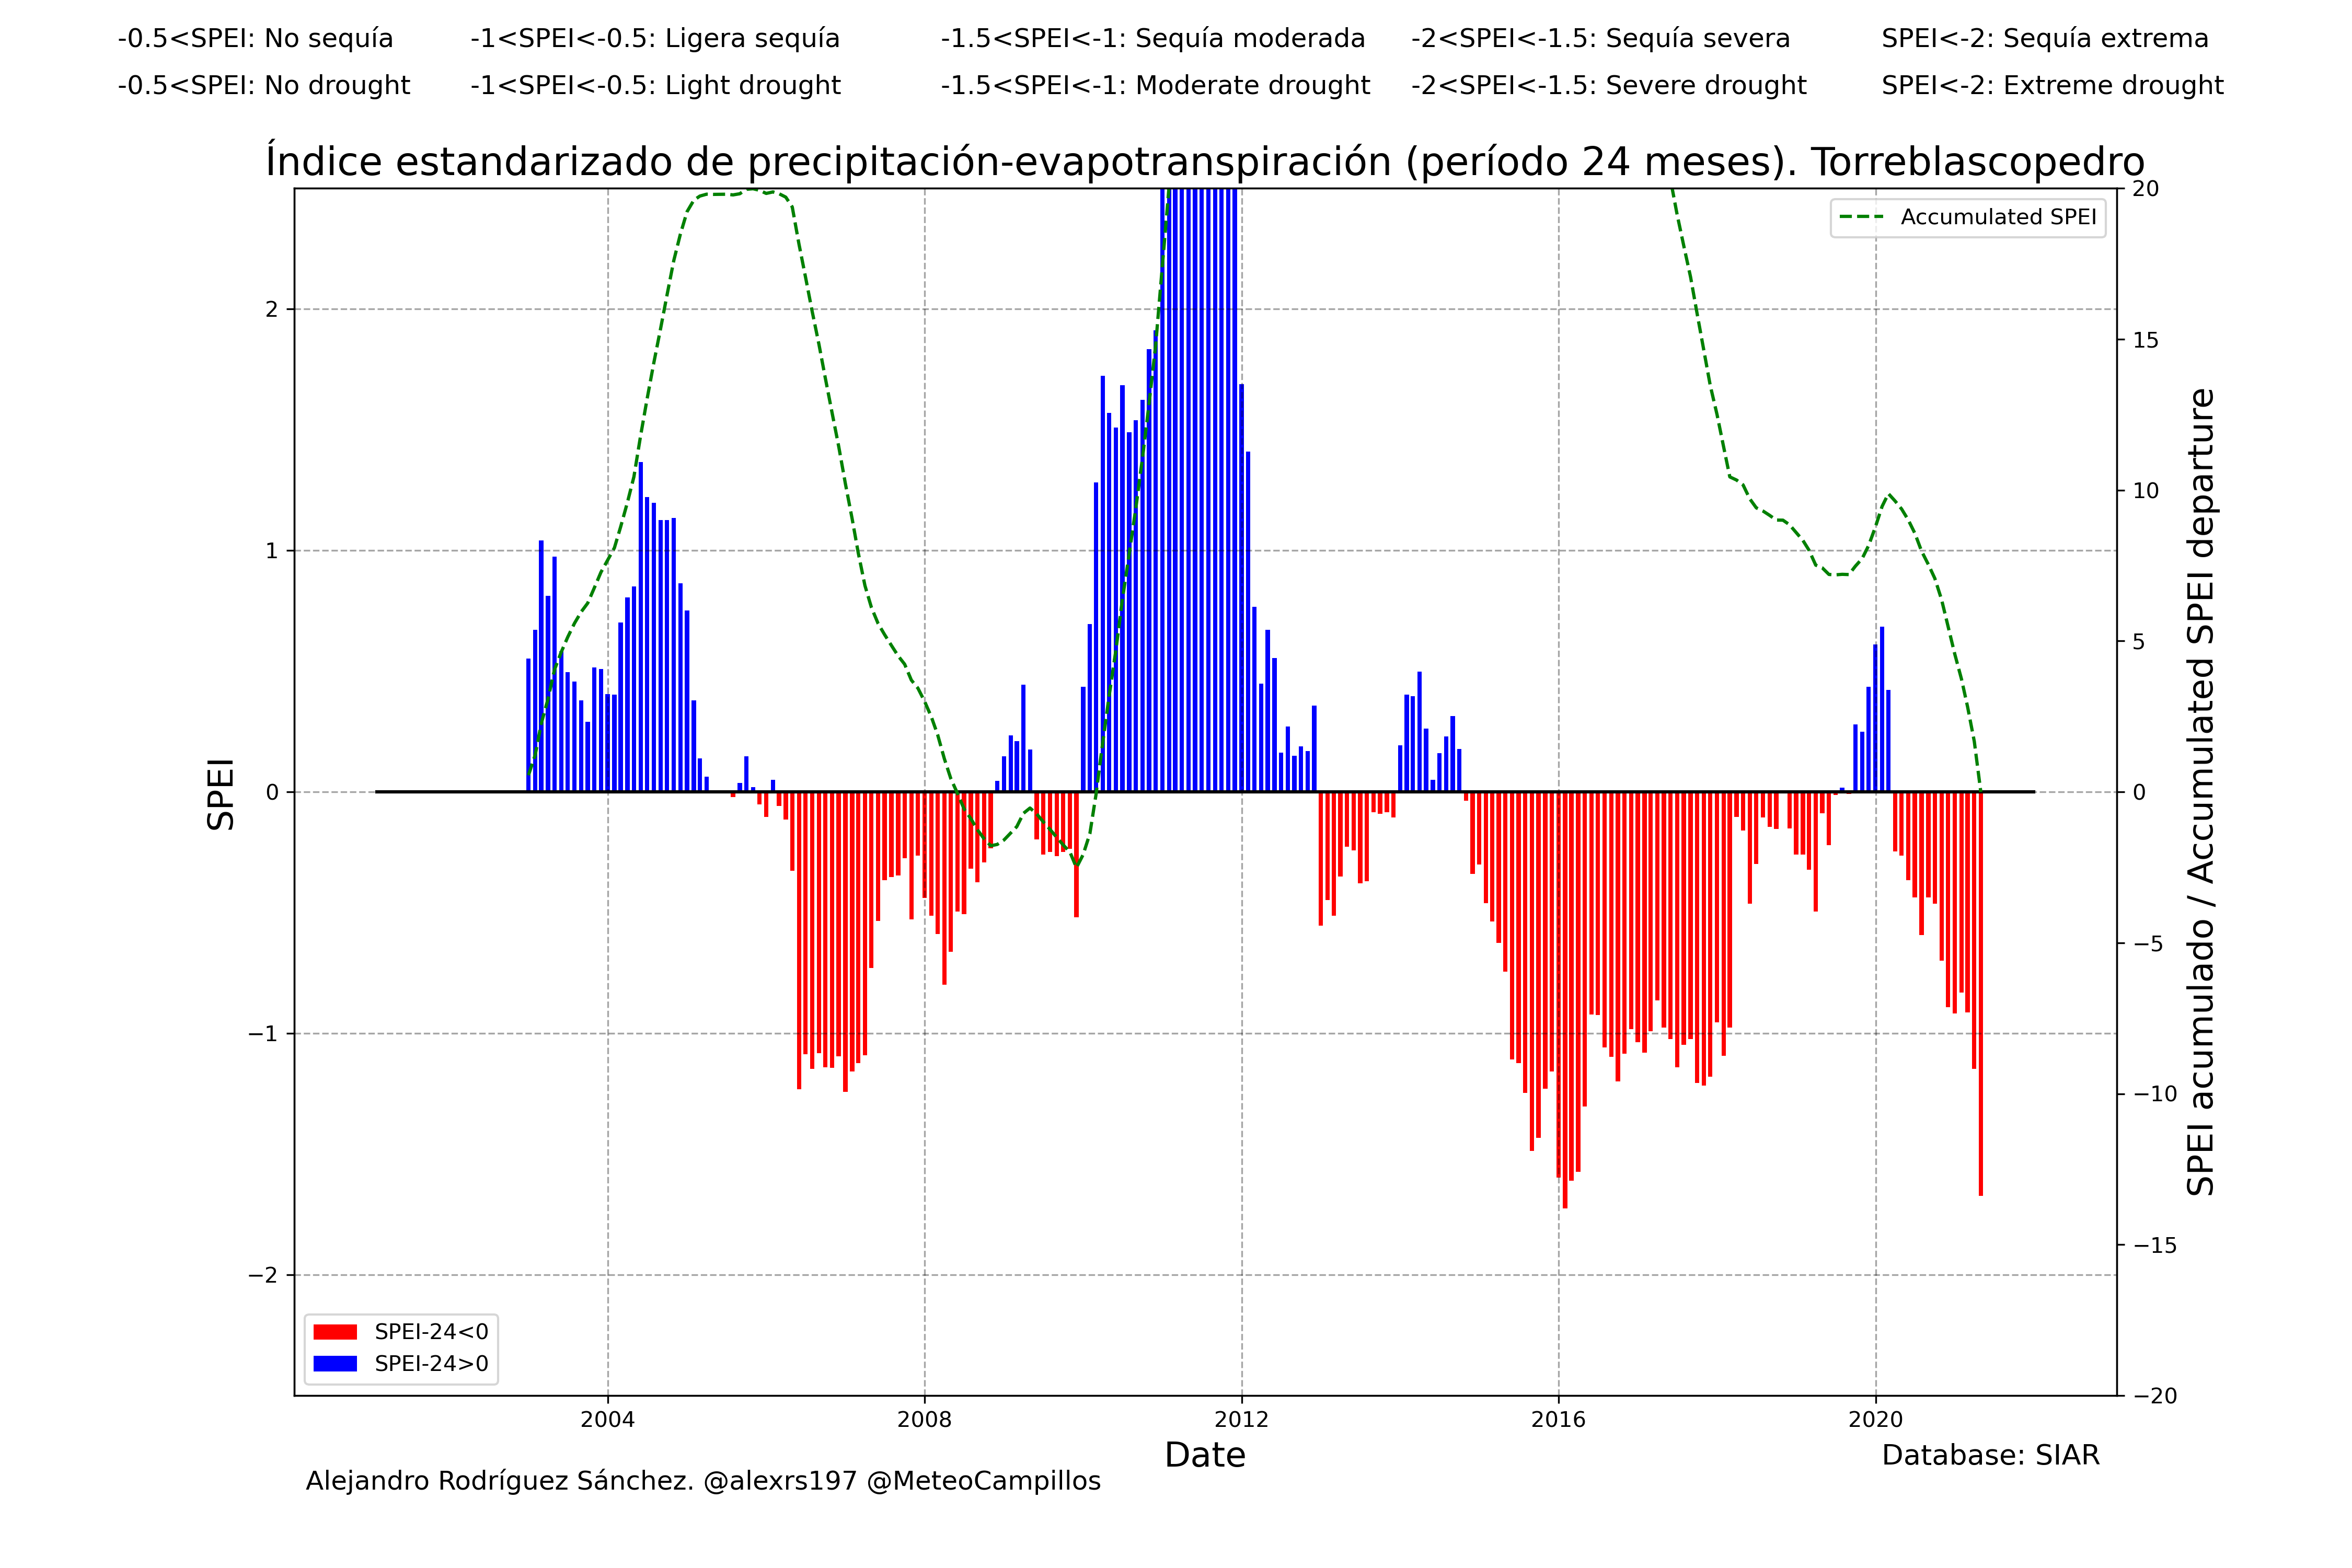 -0.5<SPEI: No sequía -1<SPEI<-0.5: Ligera sequía -1.5<SPEI<-1: Sequía moderada -2<SPEI<-1.5: Sequía severa SPEI<-2: Sequía extrema
-0.5<SPEI: No drought -1<SPEI<-0.5: Light drought -1.5<SPEI<-1: Moderate drought -2<SPEI<-1.5: Severe drought SPEI<-2: Extreme drought
Índice estandarizado de precipitación-evapotranspiración (período 24 meses). Torreblascopedro
Accumulated SPEI
SPEI
2
1
0
−1
−2
20
15
10
5
0
−5
−10
−15
−20
SPEI acumulado / Accumulated SPEI departure
SPEI-24<0
SPEI-24>0
2004 2008 2012 2016 2020
Date
Database: SIAR
Alejandro Rodríguez Sánchez. @alexrs197 @MeteoCampillos